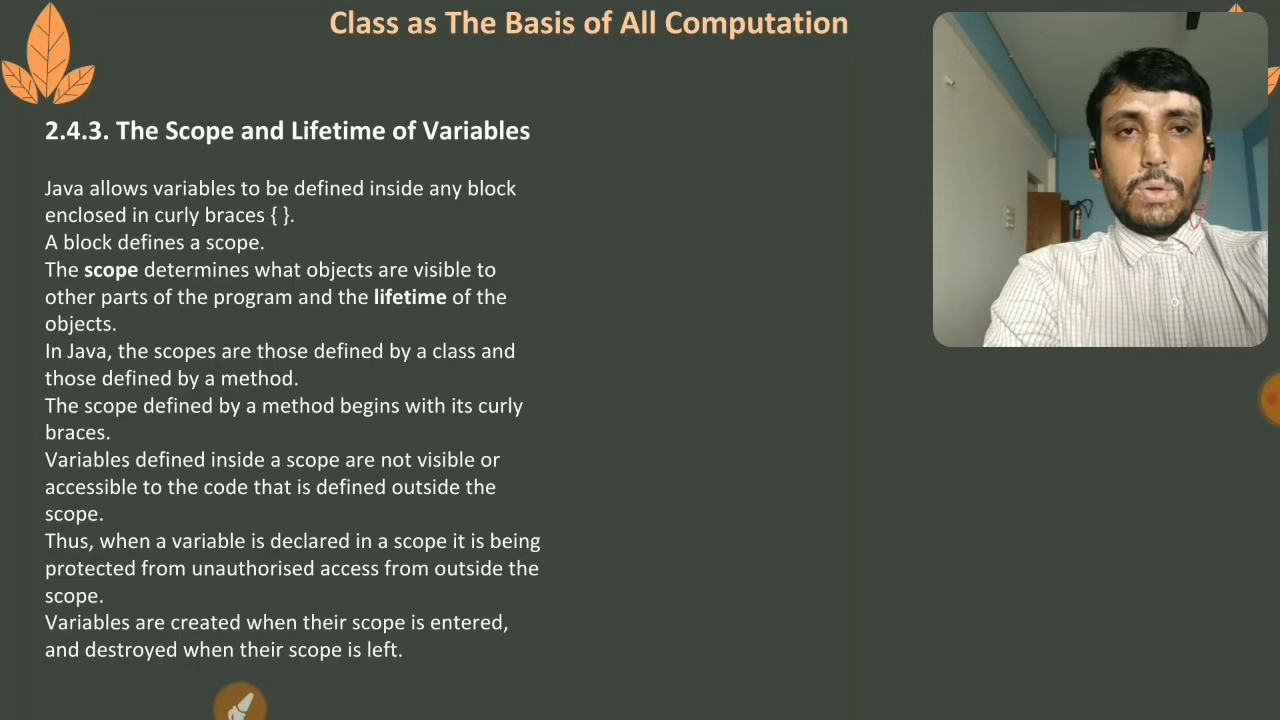 Class as The Basis of All Computation
2.4.3. The Scope and Lifetime of Variables
Java allows variables to be defined inside any block
enclosed in curly braces { }.
A block defines a scope.
The scope determines what objects are visible to
other parts of the program and the lifetime of the
objects.
In Java, the scopes are those defined by a class and
those defined by a method.
The scope defined by a method begins with its curly
braces.
Variables defined inside a scope are not visible or
accessible to the code that is defined outside the
scope.
Thus, when a variable is declared in a scope it is being
protected from unauthorised access from outside the
scope.
Variables are created when their scope is entered,
and destroyed when their scope is left.